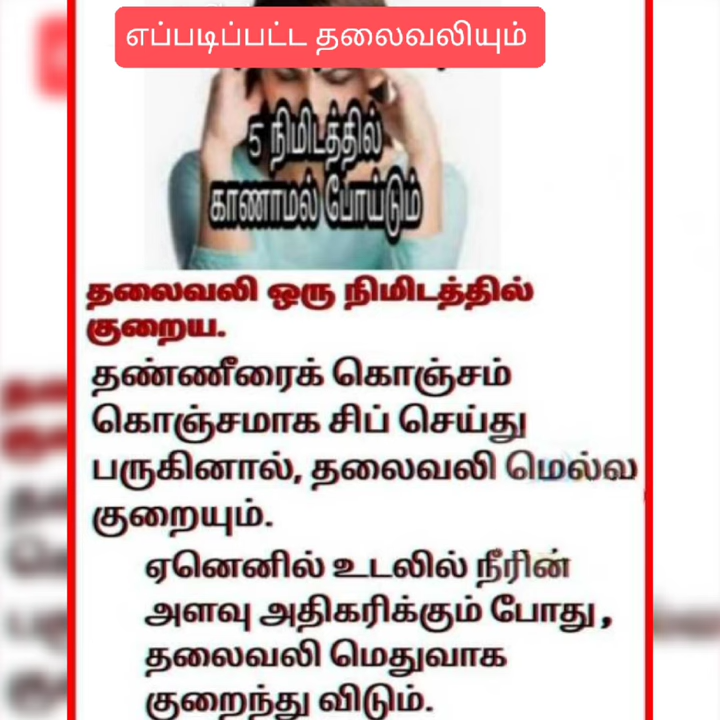 எப்படிப்பட்ட தலைவலியும்
5 நிமிடத்தில்
காணாமல் போய்டும்
தலைவலி ஒரு நிமிடத்தில்
குறைய.
தண்ணீரைக் கொஞ்சம்
கொஞ்சமாக சிப் செய்து
பருகினால், தலைவலி மெல்ல
குறையும்.
ஏனெனில் உடலில் நீரின்
அளவு அதிகரிக்கும் போது,
தலைவலி மெதுவாக
குறைந்து விடும்.